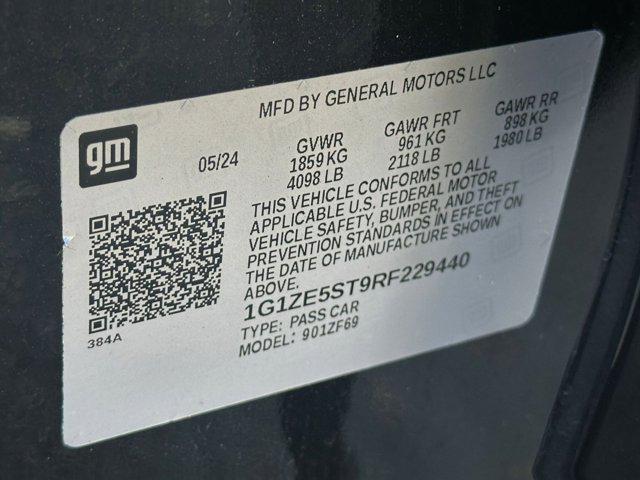 MFD BY GENERAL MOTORS LLC
gm
05/24
GVWR
1859 KG
4098 LB
GAWR FRT
961 KG
2118 LB
GAWR RR
898 KG
1980 LB
THIS VEHICLE CONFORMS TO ALL
APPLICABLE U.S. FEDERAL MOTOR
VEHICLE SAFETY, BUMPER, AND THEFT
PREVENTION STANDARDS IN EFFECT ON
THE DATE OF MANUFACTURE SHOWN
ABOVE.
1G1ZE5ST9RF229440
TYPE: PASS CAR
MODEL: 901ZF69
384A